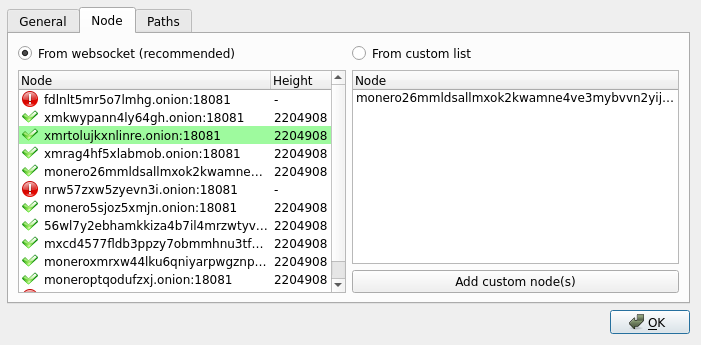 General Node Paths
From websocket (recommended)
Node Height
fdlnlt5mr5o7lmhg.onion:18081 -
xmkwypann4ly64gh.onion:18081 2204908
xmrtolujkxnlinre.onion:18081 2204908
xmrag4hf5xlabmob.onion:18081 2204908
monero26mmldsallmxok2kwamne... 2204908
nrw57zxw5zyevn3i.onion:18081 -
monero5sjoz5xmjn.onion:18081 2204908
56wl7y2ebhamkkiza4b7il4mrzwtyv... 2204908
mxcd4577fldb3ppzy7obmmhnu3tf... 2204908
moneroxmrxw44lku6qniyarpwgznp... 2204908
moneroptqodufzxj.onion:18081 2204908
From custom list
Node
monero26mmldsallmxok2kwamne4ve3mybvvn2yij...
Add custom node(s)
OK